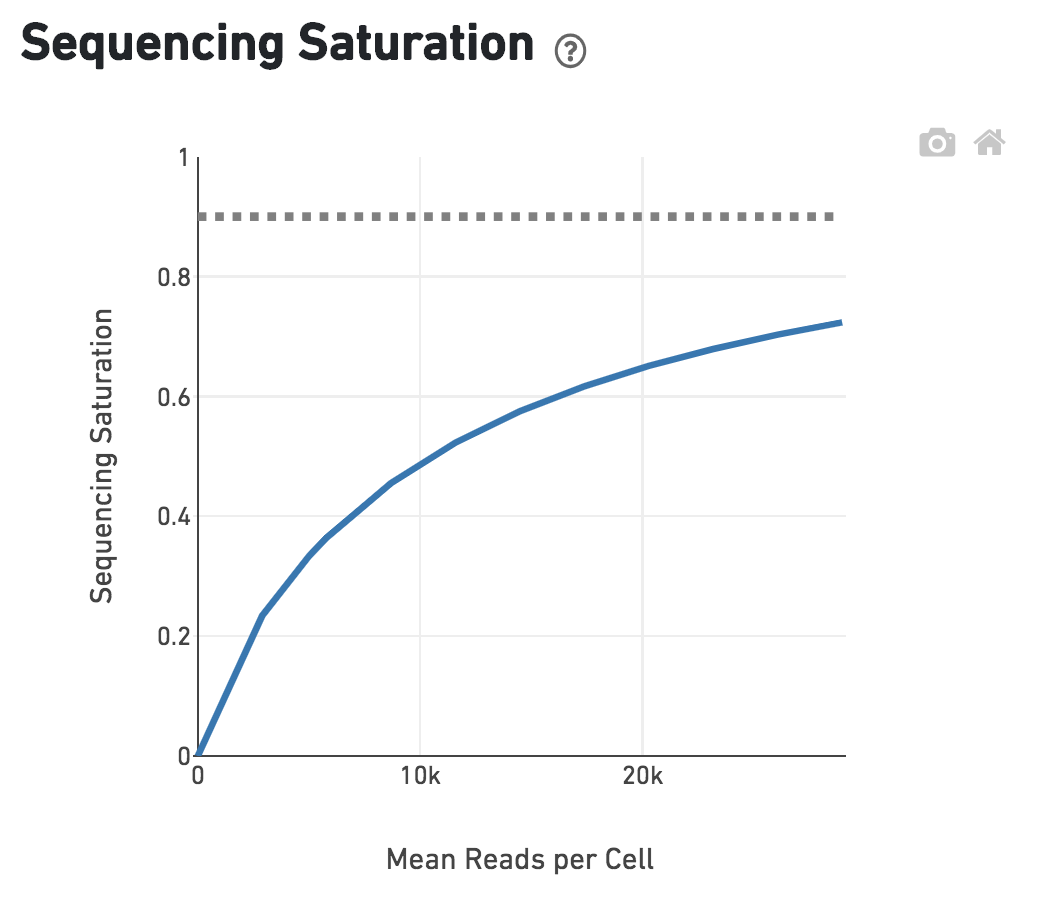 Sequencing Saturation ?
1
0.8
0.6
0.4
0.2
0
Sequencing Saturation
0
10k
20k
Mean Reads per Cell